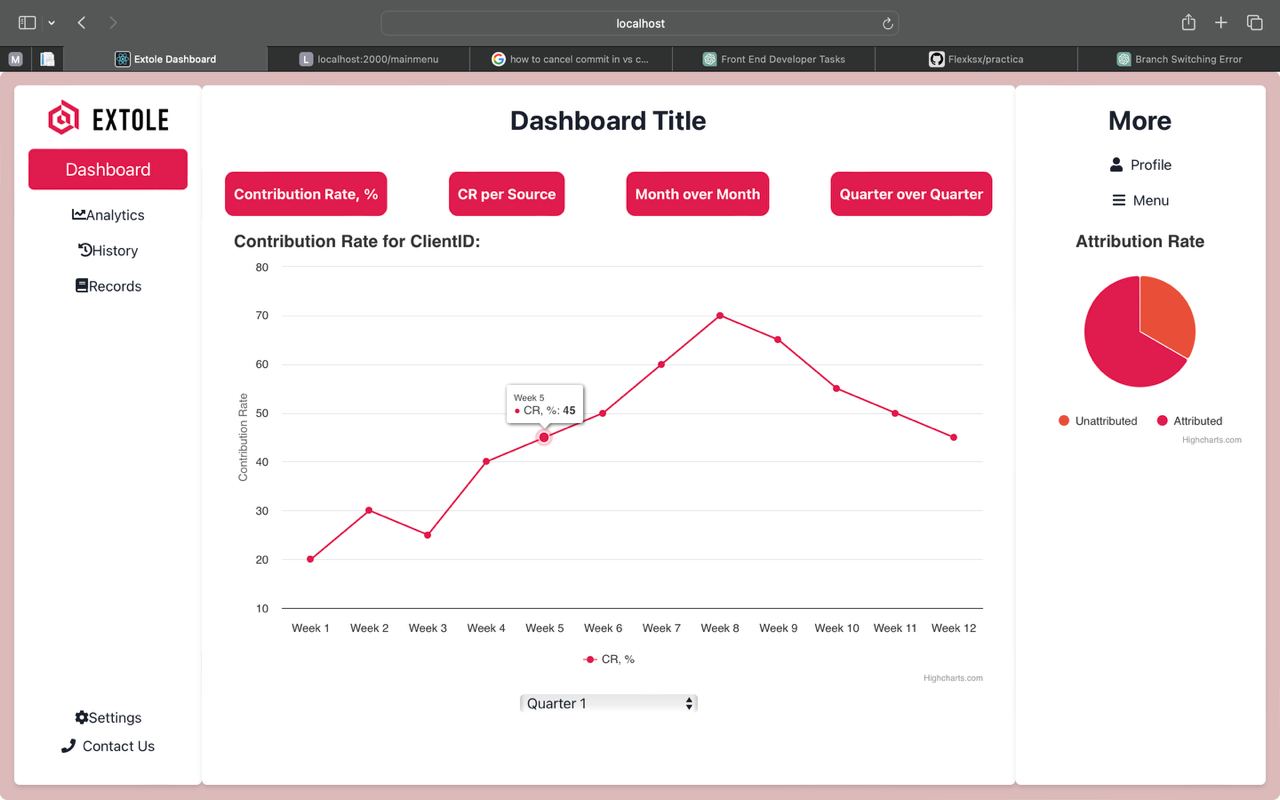 localhost
M
Extole Dashboard
L
localhost:2000/mainmenu
how to cancel commit in vs c...
Front End Developer Tasks
Flexksx/practica
Branch Switching Error
EXTOLE
Dashboard
Analytics
History
Records
Settings
Contact Us
Dashboard Title
Contribution Rate, %
CR per Source
Month over Month
Quarter over Quarter
Contribution Rate for ClientID:
Contribution Rate
80
70
60
50
40
30
20
10
Week 5
CR, %: 45
Week 1
Week 2
Week 3
Week 4
Week 5
Week 6
Week 7
Week 8
Week 9
Week 10
Week 11
Week 12
CR, %
Highcharts.com
Quarter 1
More
Profile
Menu
Attribution Rate
Unattributed
Attributed
Highcharts.com